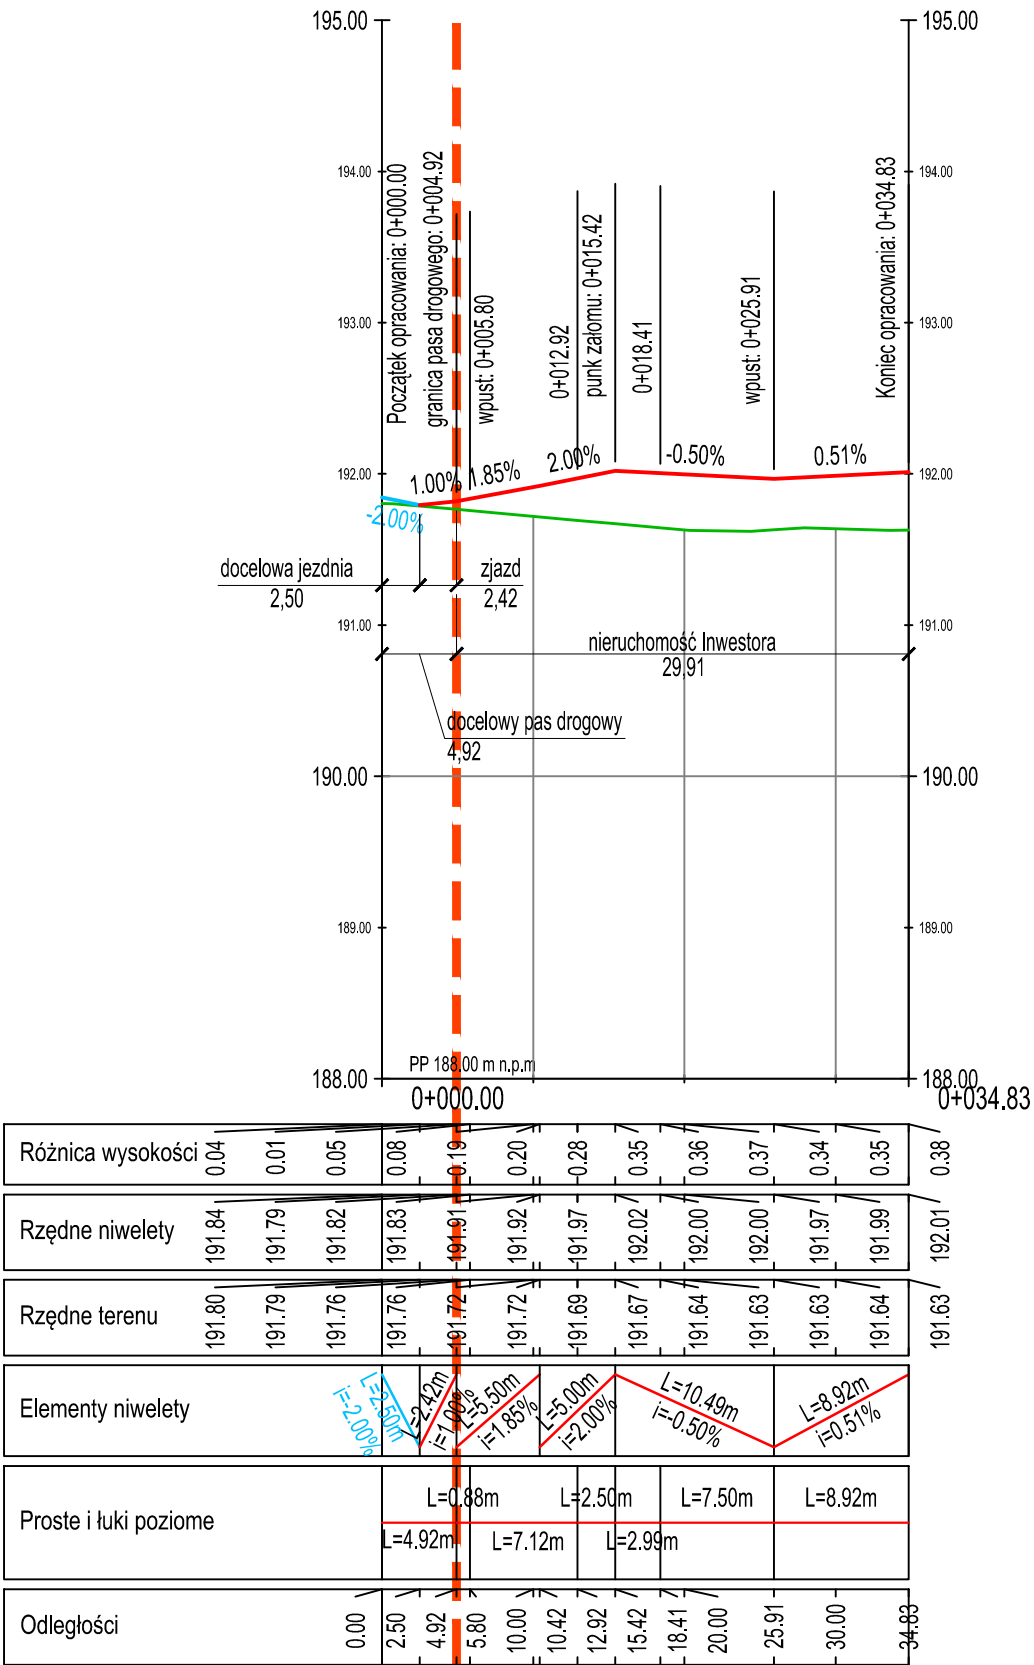 195.00
195.00
194.00
194.00
193.00
193.00
192.00
192.00
191.00
191.00
190.00
190.00
189.00
189.00
188.00
188.00
Początek opracowania: 0+000.00
granica pasa drogowego: 0+004.92
wpust: 0+005.80
0+012.92
punk załomu: 0+015.42
0+018.41
wpust: 0+025.91
Koniec opracowania: 0+034.83
-2.00%
1.00%
1.85%
2.00%
-0.50%
0.51%
docelowa jezdnia
2,50
zjazd
2,42
nieruchomość Inwestora
29,91
docelowy pas drogowy
4,92
PP 188.00 m n.p.m
0+000.00
0+034.83
Różnica wysokości 0.04 0.01 0.05 0.08 0.19 0.20 0.28 0.35 0.36 0.37 0.34 0.35 0.38
Rzędne niwelety 191.84 191.79 191.82 191.83 191.91 191.92 191.97 192.02 192.00 192.00 191.97 191.99 192.01
Rzędne terenu 191.80 191.79 191.76 191.76 191.72 191.72 191.69 191.67 191.64 191.63 191.63 191.64 191.63
Elementy niwelety
L=2.50m
i=-2.00%
L=2.42m
i=1.00%
L=5.50m
i=1.85%
L=5.00m
i=2.00%
L=10.49m
i=-0.50%
L=8.92m
i=0.51%
Proste i łuki poziome
L=0.88m L=2.50m L=7.50m L=8.92m
L=4.92m L=7.12m L=2.99m
Odległości 0.00 2.50 4.92 5.80 10.00 10.42 12.92 15.42 18.41 20.00 25.91 30.00 34.83